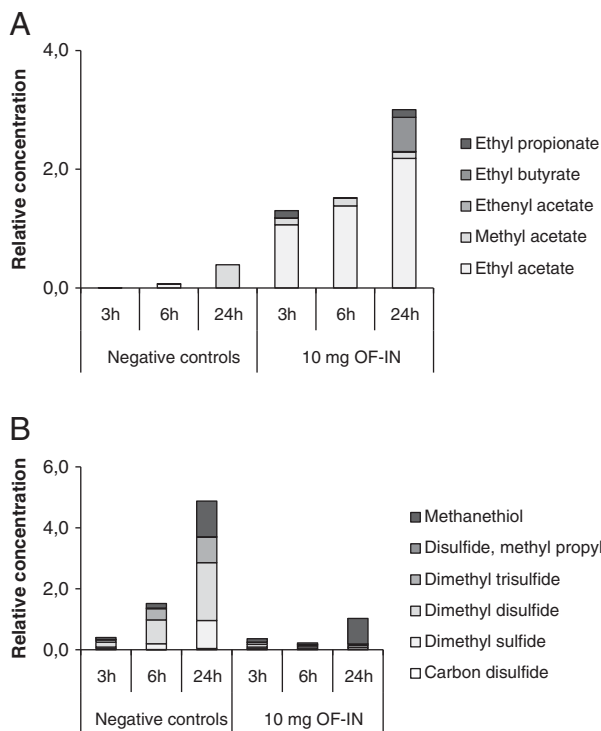 A
Relative concentration
4,0
2,0
0,0
3h 6h 24h 3h 6h 24h
Negative controls 10 mg OF-IN
Ethyl propionate
Ethyl butyrate
Ethenyl acetate
Methyl acetate
Ethyl acetate
B
Relative concentration
6,0
4,0
2,0
0,0
3h 6h 24h 3h 6h 24h
Negative controls 10 mg OF-IN
Methanethiol
Disulfide, methyl propyl
Dimethyl trisulfide
Dimethyl disulfide
Dimethyl sulfide
Carbon disulfide